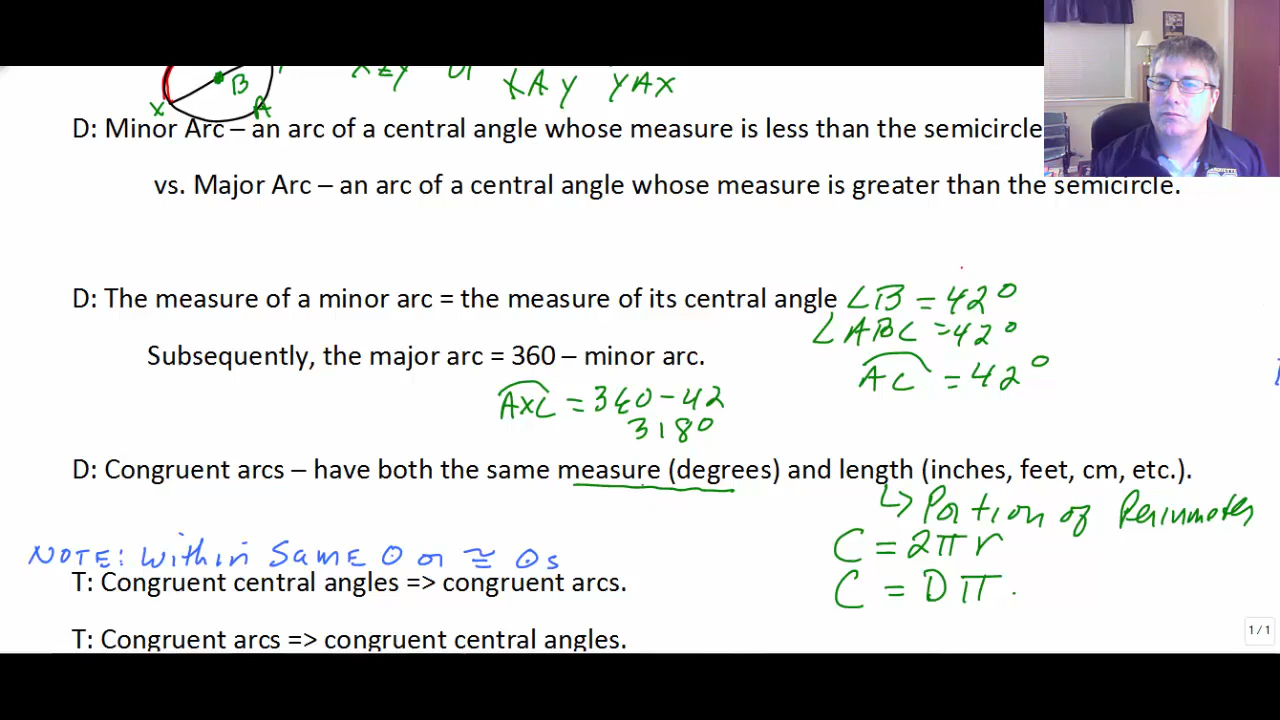 B
X
A
XZY or
XAY YAX
D: Minor Arc – an arc of a central angle whose measure is less than the semicircle
vs. Major Arc – an arc of a central angle whose measure is greater than the semicircle.
D: The measure of a minor arc = the measure of its central angle ∠B = 42°
∠ABC = 42°
Subsequently, the major arc = 360 – minor arc.
AC = 42°
AXC = 360 - 42
318°
D: Congruent arcs – have both the same measure (degrees) and length (inches, feet, cm, etc.).
↳ Portion of Perimeter
C = 2πr
NOTE: Within Same ⊙ or ≅ ⊙s
T: Congruent central angles => congruent arcs.
C = Dπ
T: Congruent arcs => congruent central angles.
1/1